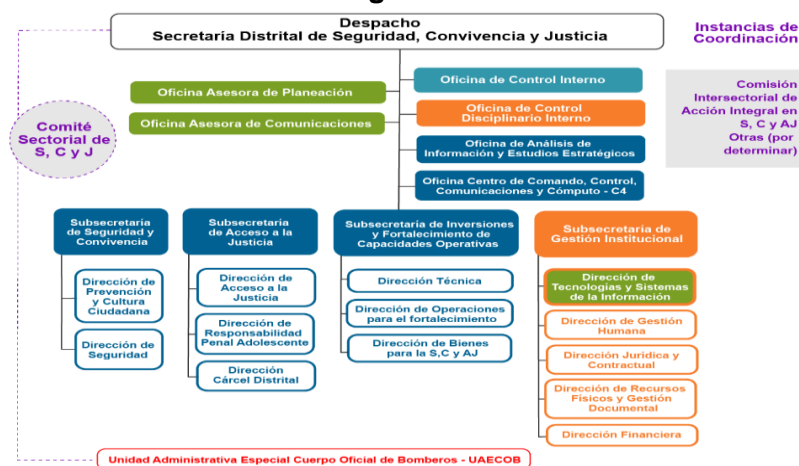 Despacho
Secretaría Distrital de Seguridad, Convivencia y Justicia
Instancias de
Coordinación
Oficina Asesora de Planeación
Oficina de Control Interno
Oficina Asesora de Comunicaciones
Oficina de Control
Disciplinario Interno
Comisión
Intersectorial de
Acción Integral en
S, C y AJ
Otras (por
determinar)
Comité
Sectorial de
S, C y J
Oficina de Análisis de
Información y Estudios Estratégicos
Oficina Centro de Comando, Control,
Comunicaciones y Cómputo - C4
Subsecretaría
de Seguridad y
Convivencia
Subsecretaría
de Acceso a la
Justicia
Subsecretaría de Inversiones
y Fortalecimiento de
Capacidades Operativas
Subsecretaría de
Gestión Institucional
Dirección de
Prevención
y Cultura
Ciudadana
Dirección de
Seguridad
Dirección de
Acceso a la
Justicia
Dirección de
Responsabilidad
Penal Adolescente
Dirección
Cárcel Distrital
Dirección Técnica
Dirección de Operaciones
para el fortalecimiento
Dirección de Bienes
para la S,C y AJ
Dirección de
Tecnologías y Sistemas
de la Información
Dirección de Gestión
Humana
Dirección Jurídica y
Contractual
Dirección de Recursos
Físicos y Gestión
Documental
Dirección Financiera
Unidad Administrativa Especial Cuerpo Oficial de Bomberos - UAECOB